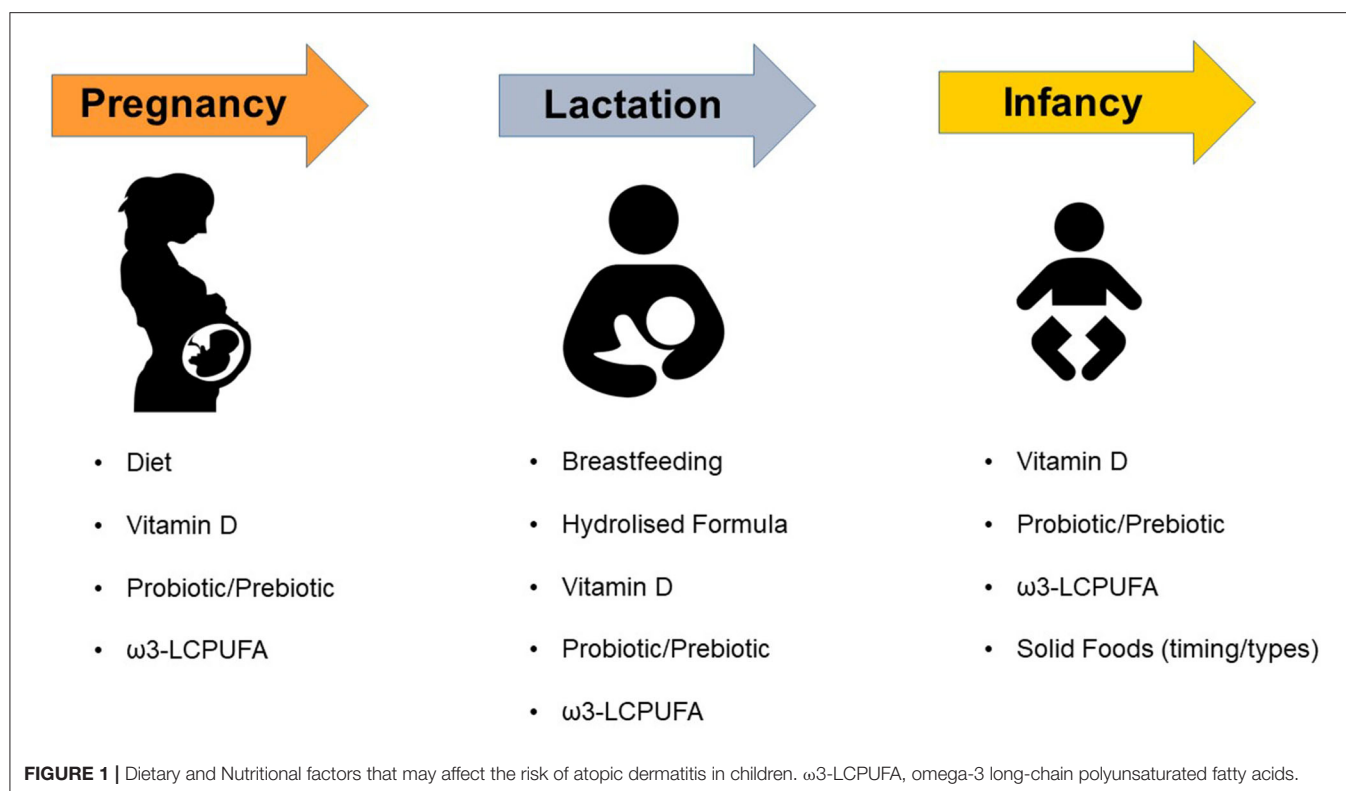 Pregnancy
• Diet
• Vitamin D
• Probiotic/Prebiotic
• ω3-LCPUFA
Lactation
• Breastfeeding
• Hydrolised Formula
• Vitamin D
• Probiotic/Prebiotic
• ω3-LCPUFA
Infancy
• Vitamin D
• Probiotic/Prebiotic
• ω3-LCPUFA
• Solid Foods (timing/types)
FIGURE 1 | Dietary and Nutritional factors that may affect the risk of atopic dermatitis in children. ω3-LCPUFA, omega-3 long-chain polyunsaturated fatty acids.